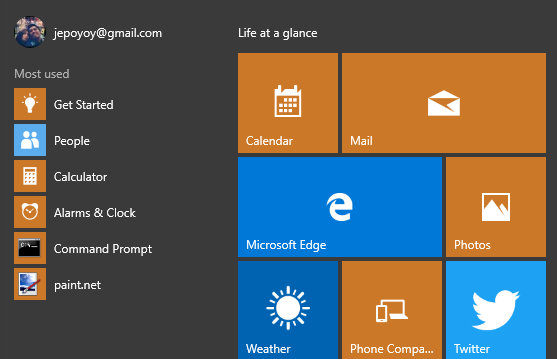 jepoyoy@gmail.com
Most used
Get Started
People
Calculator
Alarms & Clock
Command Prompt
paint.net
Life at a glance
Calendar
Mail
Microsoft Edge
Photos
Weather
Phone Compa...
Twitter